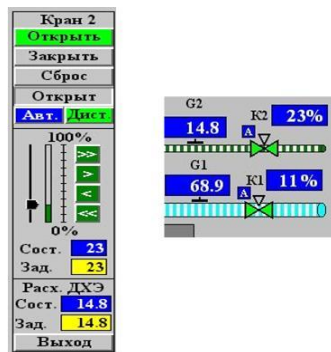 Кран 2
Открыть
Закрыть
Сброс
Открыт
Авт. Дист.
100%
>>
>
<
<<
0%
Сост. 23
Зад. 23
Расх. ДХЭ
Сост. 14.8
Зад. 14.8
Выход
G2 K2 23%
14.8 A
G1 K1 11%
68.9 A